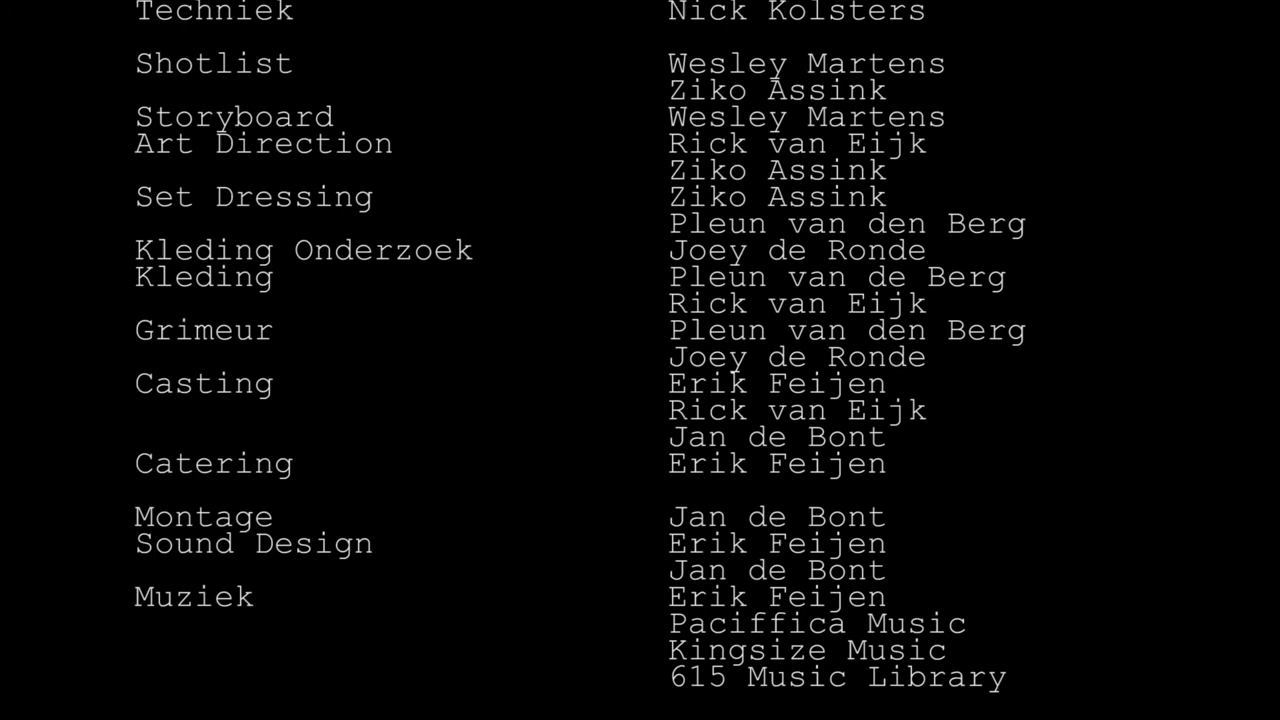 Techniek Nick Kolsters
Shotlist Wesley Martens
Ziko Assink
Storyboard Wesley Martens
Art Direction Rick van Eijk
Ziko Assink
Set Dressing Ziko Assink
Pleun van den Berg
Kleding Onderzoek Joey de Ronde
Kleding Pleun van de Berg
Rick van Eijk
Grimeur Pleun van den Berg
Joey de Ronde
Casting Erik Feijen
Rick van Eijk
Jan de Bont
Catering Erik Feijen
Montage Jan de Bont
Sound Design Erik Feijen
Jan de Bont
Muziek Erik Feijen
Paciffica Music
Kingsize Music
615 Music Library